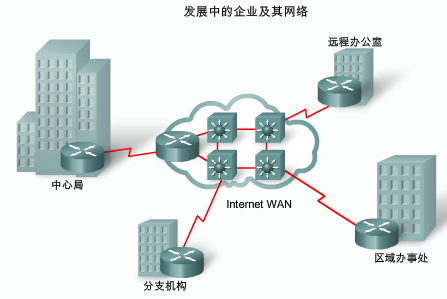 发展中的企业及其网络
远程办公室
中心局
Internet WAN
区域办事处
分支机构